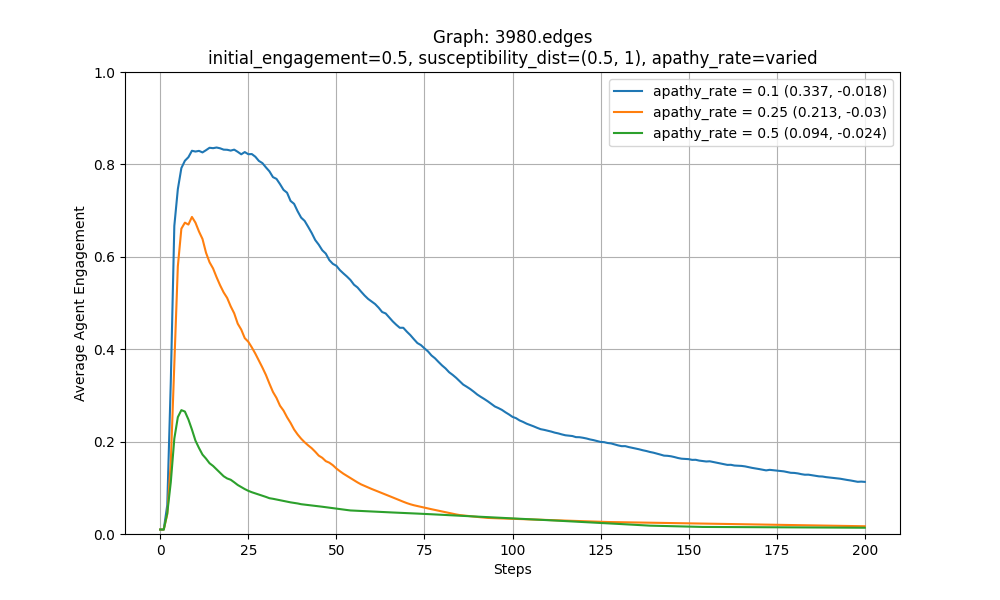 Graph: 3980.edges
initial_engagement=0.5, susceptibility_dist=(0.5, 1), apathy_rate=varied
apathy_rate = 0.1 (0.337, -0.018)
apathy_rate = 0.25 (0.213, -0.03)
apathy_rate = 0.5 (0.094, -0.024)
Average Agent Engagement
1.0
0.8
0.6
0.4
0.2
0.0
0 25 50 75 100 125 150 175 200
Steps